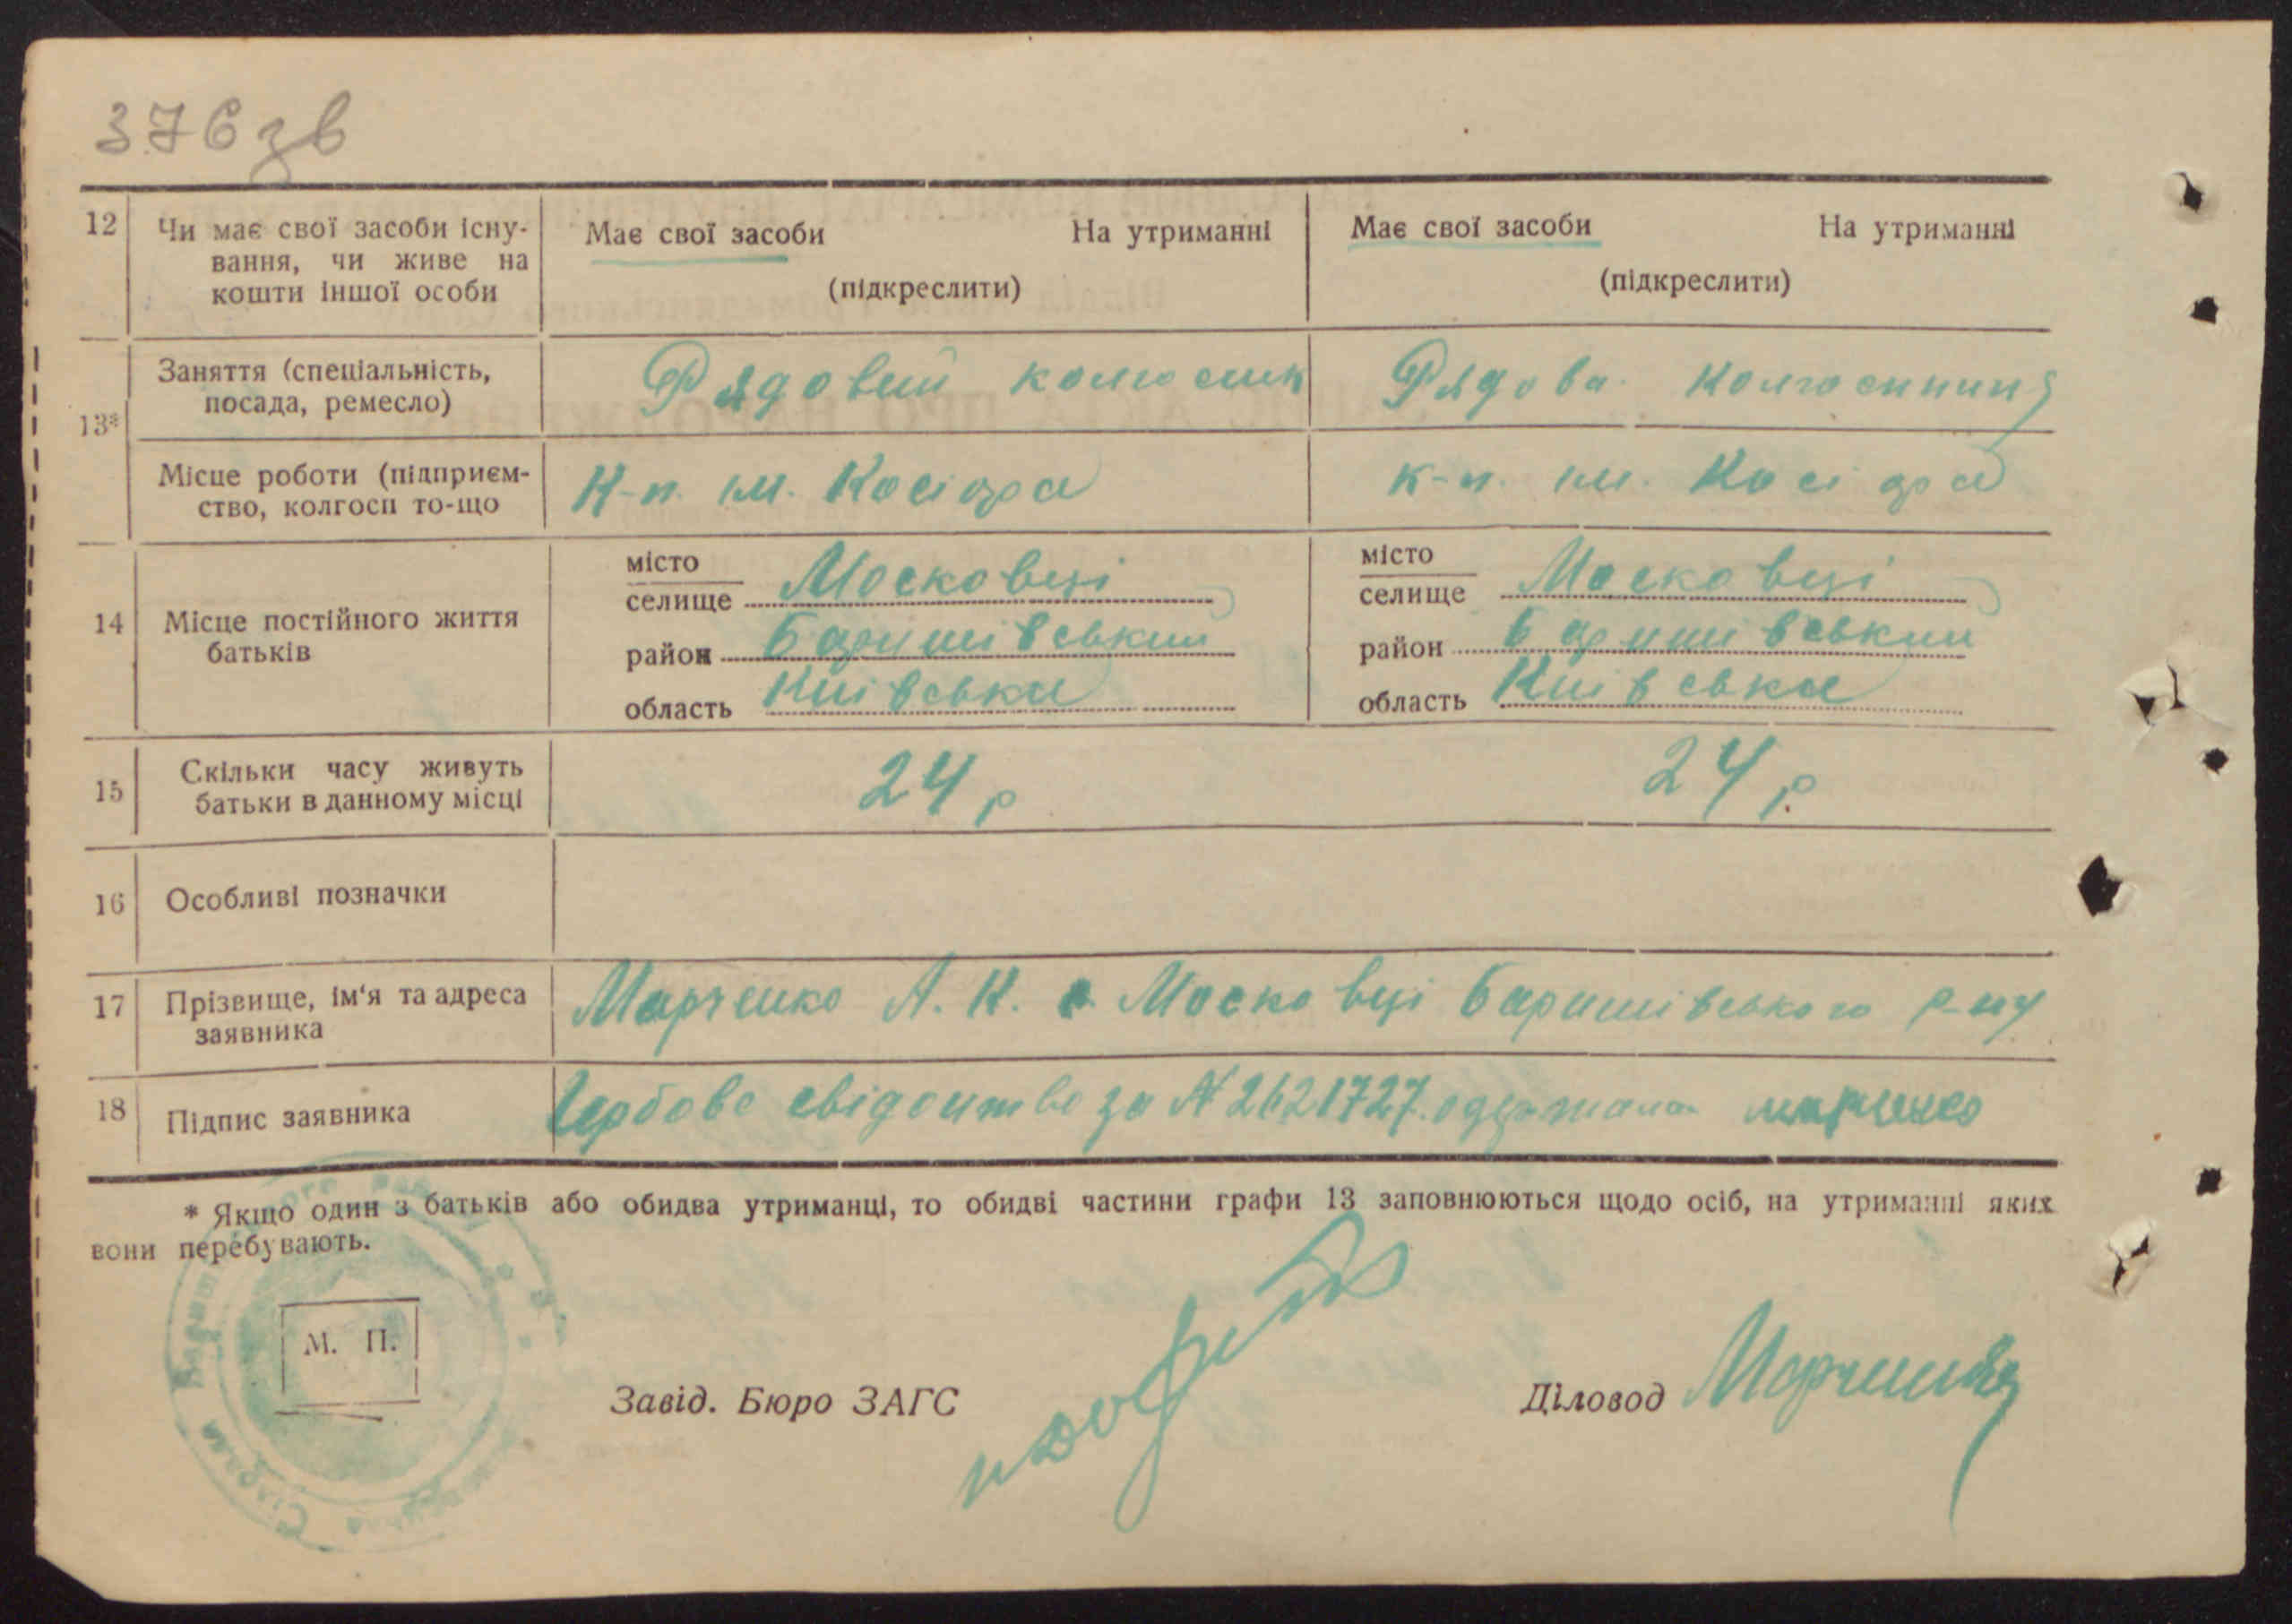 376зв
12 Чи має свої засоби існу- Має свої засоби На утриманні Має свої засоби На утриманні
вання, чи живе на (підкреслити) (підкреслити)
кошти іншої особи
13* Заняття (спеціальність, Рядовий колгосник Рядова колгоспниця
посада, ремесло)
Місце роботи (підприєм- К-п. ім. Косіора к-п. ім. Косіора
ство, колгосп то-що
14 Місце постійного життя місто місто
батьків селище Московці селище Московці
район Баришівський район Баришівський
область Київська область Київська
15 Скільки часу живуть 24 р 24 р.
батьки в данному місці
16 Особливі позначки
17 Прізвище, ім'я та адреса Марченко А. К. Московці Баришівського р-ну
заявника
18 Підпис заявника Гербове свідоцтво за № 2621727 одержала марченко
* Якщо один з батьків або обидва утриманці, то обидві частини графи 13 заповнюються щодо осіб, на утриманні яких
вони перебувають.
М. П.
Завід. Бюро ЗАГС Діловод